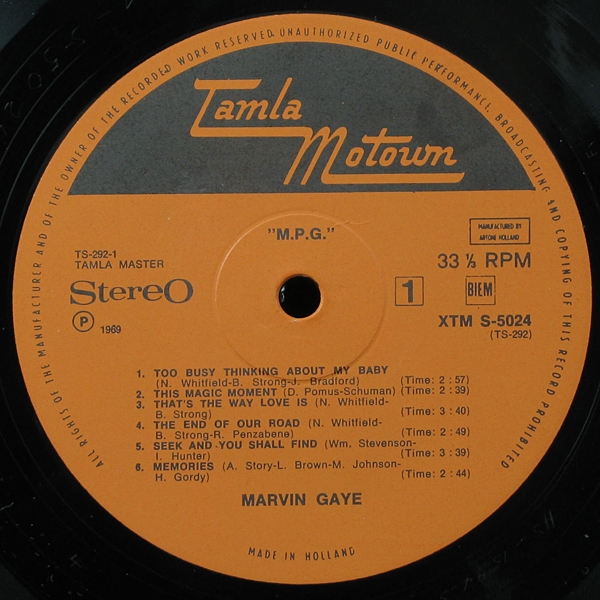 ALL RIGHTS OF THE MANUFACTURER AND OF THE OWNER OF THE RECORDED WORK RESERVED. UNAUTHORIZED PUBLIC PERFORMANCE, BROADCASTING AND COPYING OF THIS RECORD PROHIBITED
Tamla
Motown
"M.P.G."
MANUFACTURED BY
ARTONE HOLLAND
TS-292-1
TAMLA MASTER
33 ⅓ RPM
StereO
1
BIEM
Ⓟ 1969
XTM S-5024
(TS-292)
1. TOO BUSY THINKING ABOUT MY BABY
(N. Whitfield-B. Strong-J. Bradford) (Time: 2:57)
2. THIS MAGIC MOMENT (D. Pomus-Schuman) (Time: 2:39)
3. THAT'S THE WAY LOVE IS (N. Whitfield-
B. Strong) (Time: 3:40)
4. THE END OF OUR ROAD (N. Whitfield-
B. Strong-R. Penzabene) (Time: 2:49)
5. SEEK AND YOU SHALL FIND (Wm. Stevenson-
I. Hunter) (Time: 3:39)
6. MEMORIES (A. Story-L. Brown-M. Johnson-
H. Gordy) (Time: 2:44)
MARVIN GAYE
MADE IN HOLLAND